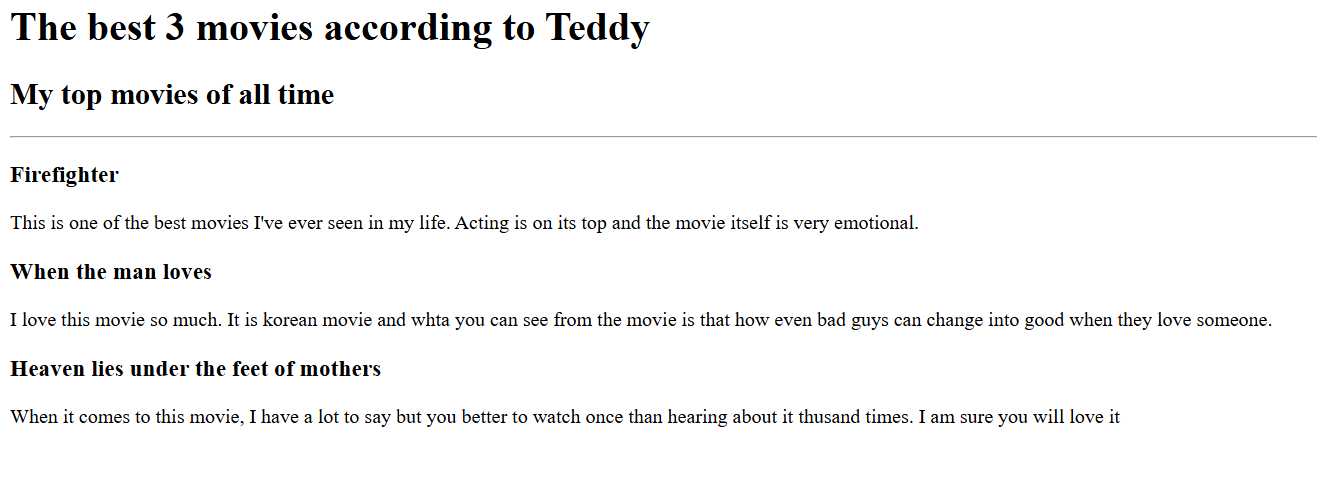 The best 3 movies according to Teddy
My top movies of all time
Firefighter
This is one of the best movies I've ever seen in my life. Acting is on its top and the movie itself is very emotional.
When the man loves
I love this movie so much. It is korean movie and whta you can see from the movie is that how even bad guys can change into good when they love someone.
Heaven lies under the feet of mothers
When it comes to this movie, I have a lot to say but you better to watch once than hearing about it thusand times. I am sure you will love it